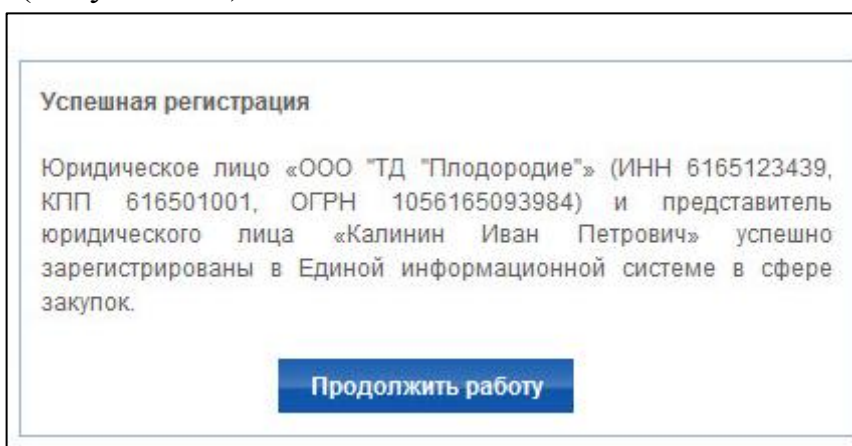 Успешная регистрация
Юридическое лицо «ООО "ТД "Плодородие"» (ИНН 6165123439,
КПП 616501001, ОГРН 1056165093984) и представитель
юридического лица «Калинин Иван Петрович» успешно
зарегистрированы в Единой информационной системе в сфере
закупок.
Продолжить работу